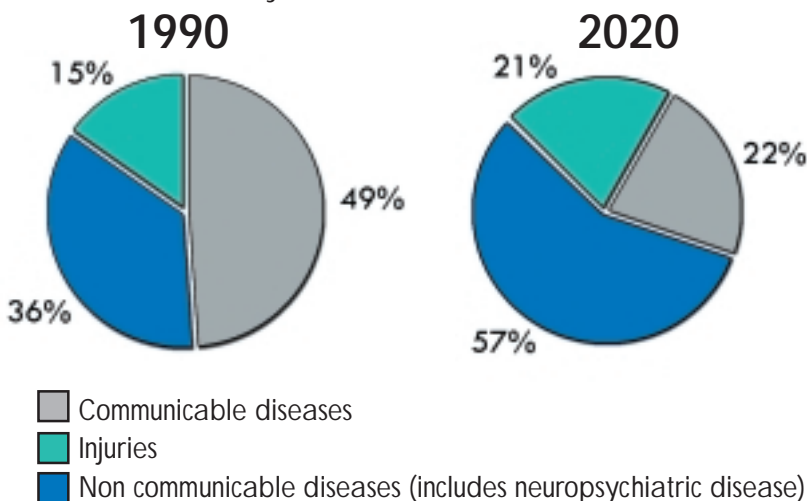 1990
2020
15%
49%
36%
21%
22%
57%
Communicable diseases
Injuries
Non communicable diseases (includes neuropsychiatric disease)